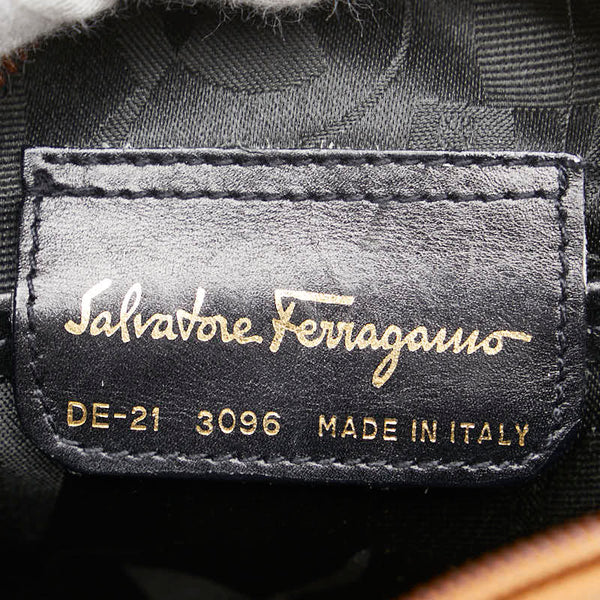 Salvatore Ferragamo
DE-21 3096 MADE IN ITALY